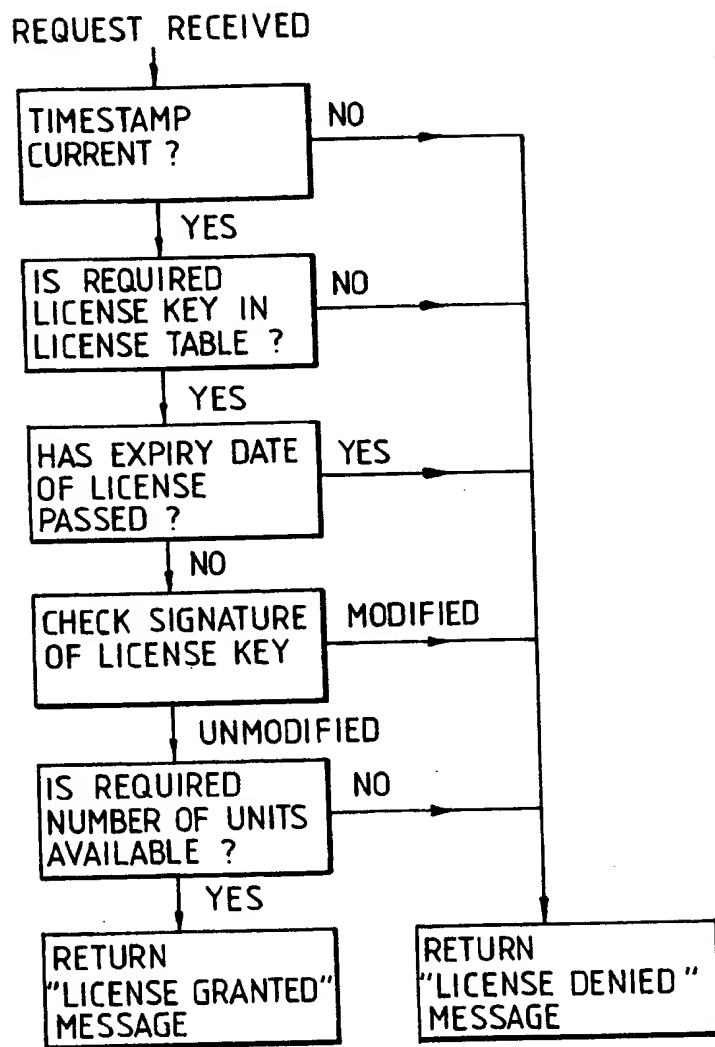 REQUEST RECEIVED
TIMESTAMP
CURRENT ?
NO
YES
IS REQUIRED
LICENSE KEY IN
LICENSE TABLE ?
NO
YES
HAS EXPIRY DATE
OF LICENSE
PASSED ?
YES
NO
CHECK SIGNATURE
OF LICENSE KEY
MODIFIED
UNMODIFIED
IS REQUIRED
NUMBER OF UNITS
AVAILABLE ?
NO
YES
RETURN
"LICENSE GRANTED"
MESSAGE
RETURN
"LICENSE DENIED"
MESSAGE